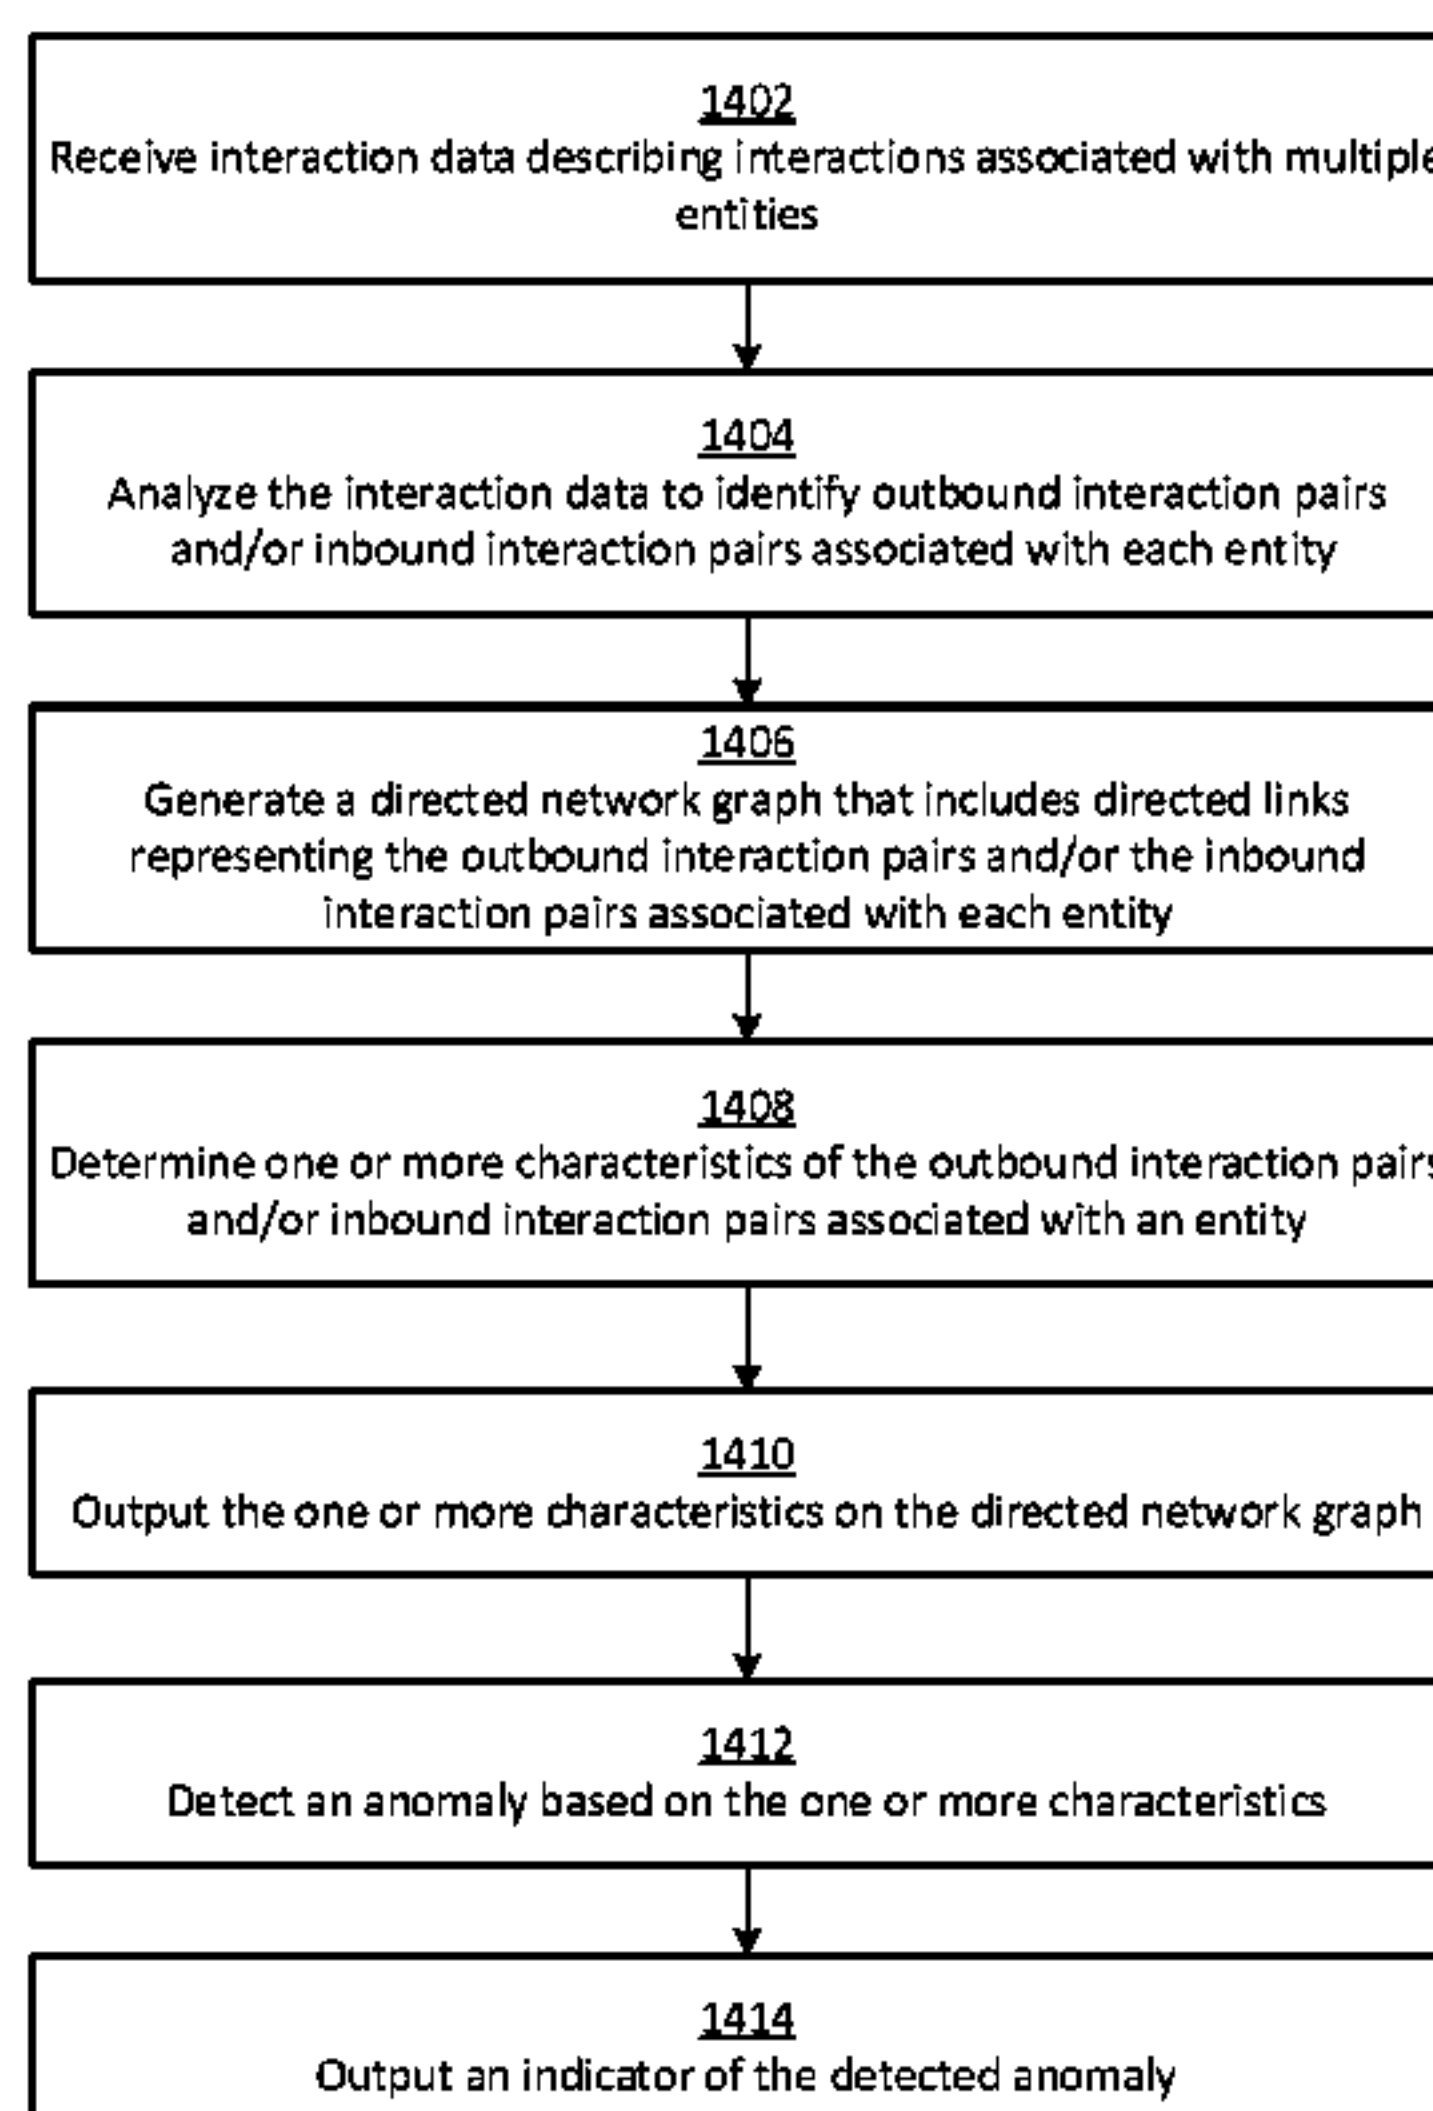 1402
Receive interaction data describing interactions associated with multiple
entities
1404
Analyze the interaction data to identify outbound interaction pairs
and/or inbound interaction pairs associated with each entity
1406
Generate a directed network graph that includes directed links
representing the outbound interaction pairs and/or the inbound
interaction pairs associated with each entity
1408
Determine one or more characteristics of the outbound interaction pairs
and/or inbound interaction pairs associated with an entity
1410
Output the one or more characteristics on the directed network graph
1412
Detect an anomaly based on the one or more characteristics
1414
Output an indicator of the detected anomaly